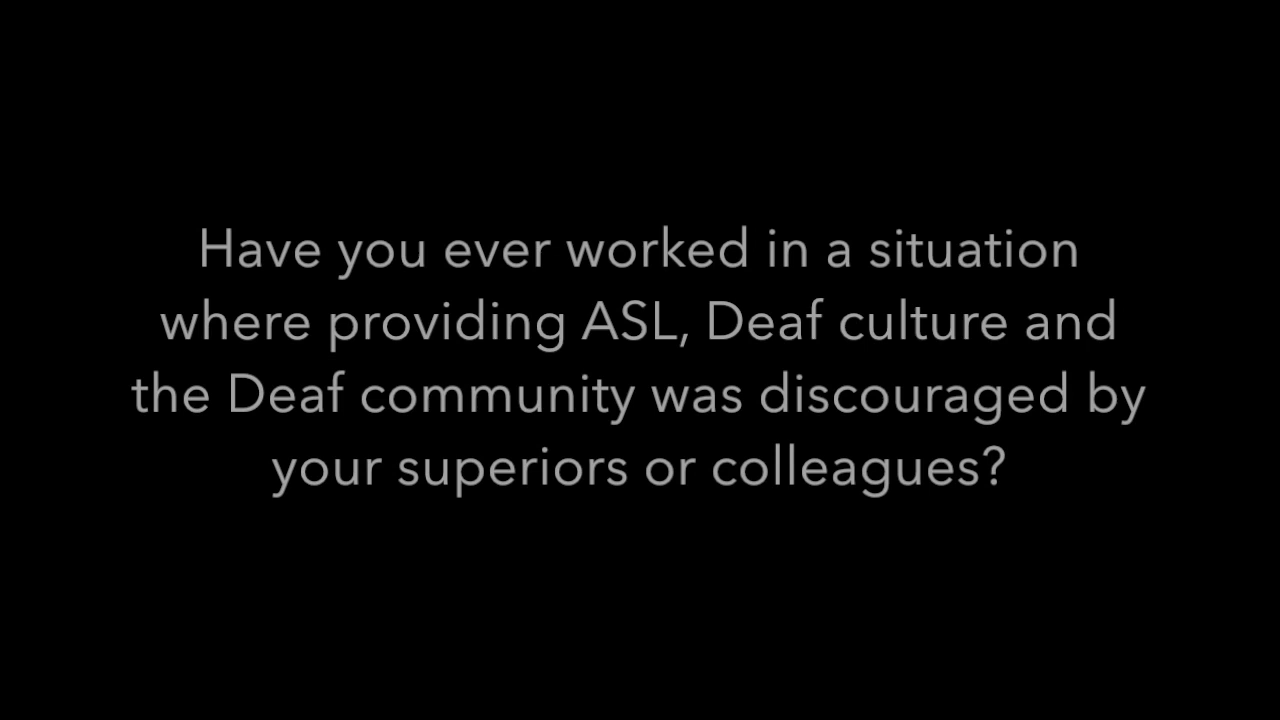 Have you ever worked in a situation
where providing ASL, Deaf culture and
the Deaf community was discouraged by
your superiors or colleagues?